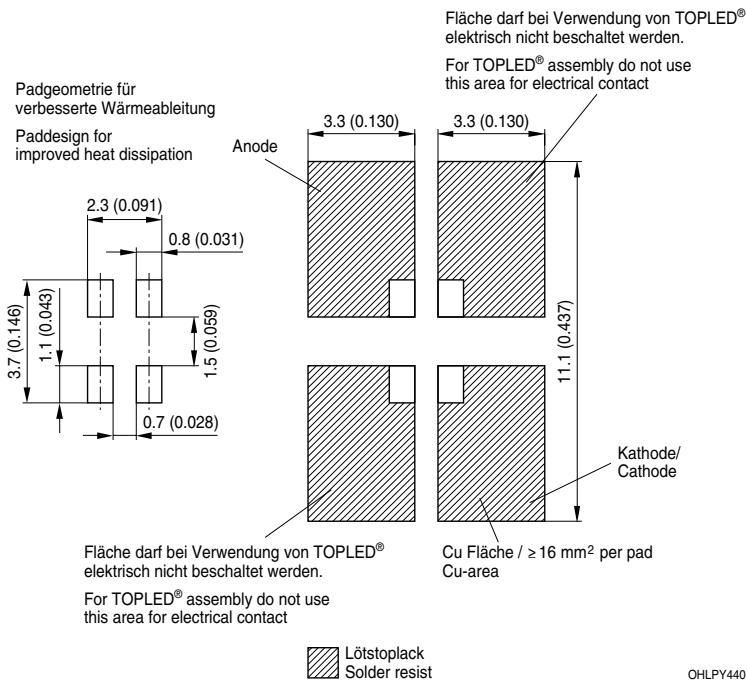 Fläche darf bei Verwendung von TOPLED®
elektrisch nicht beschaltet werden.
For TOPLED® assembly do not use
this area for electrical contact
Padgeometrie für
verbesserte Wärmeableitung
Paddesign for
improved heat dissipation
Anode
3.3 (0.130)
3.3 (0.130)
2.3 (0.091)
0.8 (0.031)
3.7 (0.146)
1.1 (0.043)
1.5 (0.059)
11.1 (0.437)
0.7 (0.028)
Kathode/
Cathode
Fläche darf bei Verwendung von TOPLED®
elektrisch nicht beschaltet werden.
For TOPLED® assembly do not use
this area for electrical contact
Cu Fläche / ≥ 16 mm² per pad
Cu-area
Lötstoplack
Solder resist
OHLPY440